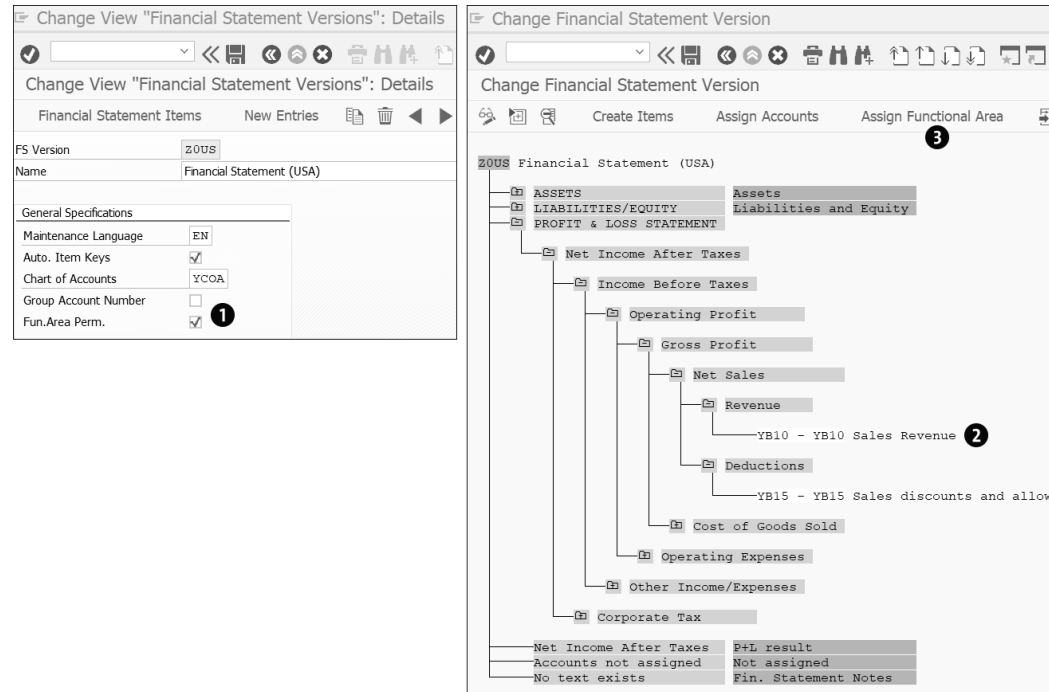 Change View "Financial Statement Versions": Details
Change View "Financial Statement Versions": Details
Financial Statement Items New Entries
FS Version Z0US
Name Financial Statement (USA)
General Specifications
Maintenance Language EN
Auto. Item Keys
Chart of Accounts YCOA
Group Account Number
Fun.Area Perm. 1
Change Financial Statement Version
Change Financial Statement Version
Create Items Assign Accounts Assign Functional Area
3
Z0US Financial Statement (USA)
ASSETS Assets
LIABILITIES/EQUITY Liabilities and Equity
PROFIT & LOSS STATEMENT
Net Income After Taxes
Income Before Taxes
Operating Profit
Gross Profit
Net Sales
Revenue
YB10 - YB10 Sales Revenue 2
Deductions
YB15 - YB15 Sales discounts and allow
Cost of Goods Sold
Operating Expenses
Other Income/Expenses
Corporate Tax
Net Income After Taxes P+L result
Accounts not assigned Not assigned
No text exists Fin. Statement Notes